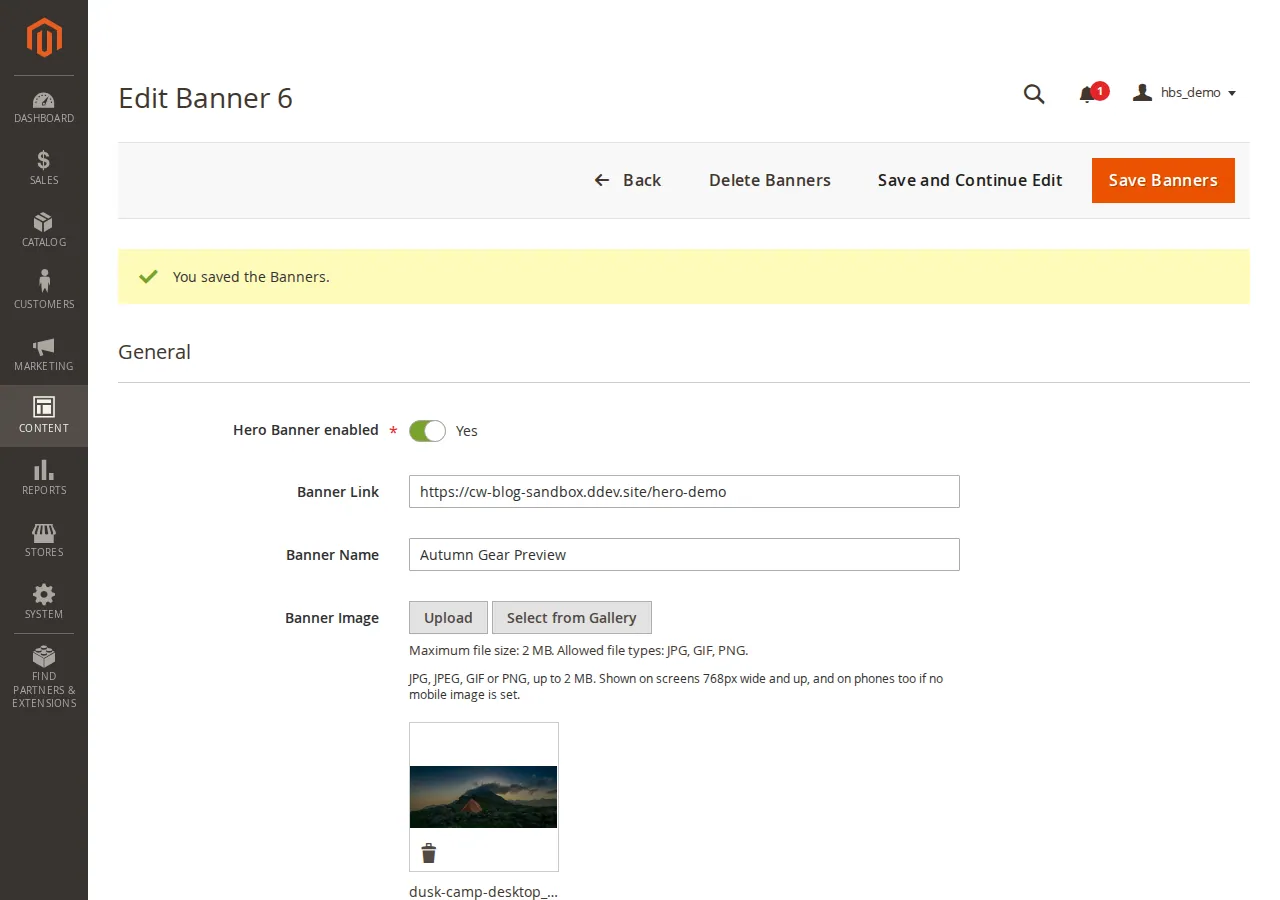 Edit Banner 6
1
hbs_demo
DASHBOARD
SALES
CATALOG
CUSTOMERS
MARKETING
CONTENT
REPORTS
STORES
SYSTEM
FIND
PARTNERS &
EXTENSIONS
Back
Delete Banners
Save and Continue Edit
Save Banners
You saved the Banners.
General
Hero Banner enabled *
Yes
Banner Link
https://cw-blog-sandbox.ddev.site/hero-demo
Banner Name
Autumn Gear Preview
Banner Image
Upload
Select from Gallery
Maximum file size: 2 MB. Allowed file types: JPG, GIF, PNG.
JPG, JPEG, GIF or PNG, up to 2 MB. Shown on screens 768px wide and up, and on phones too if no
mobile image is set.
dusk-camp-desktop_...